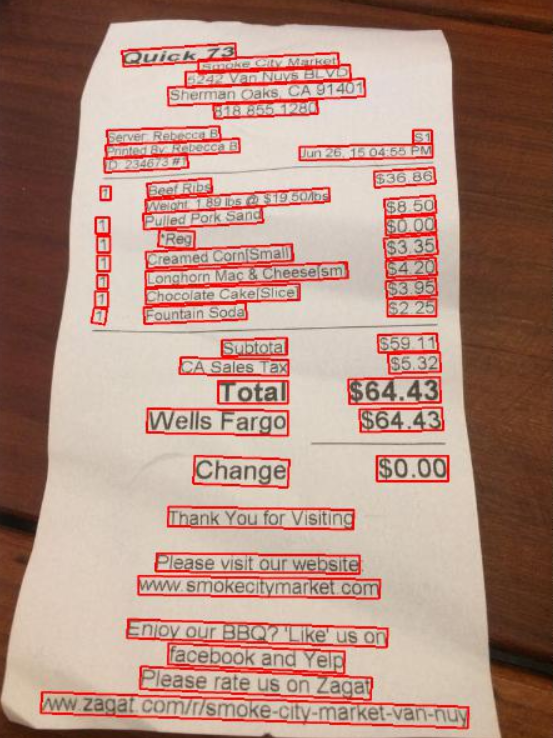 Quick 73
Smoke City Market
5242 Van Nuys BLVD
Sherman Oaks, CA 91401
818 855 1280
Server: Rebecca B S1
Printed By: Rebecca B Jun 26, 15 04:55 PM
ID: 234673 #1
1 Beef Ribs $36.86
Weight: 1.89 lbs @ $19.50/lbs
1 Pulled Pork Sand $8.50
*Reg $0.00
1 Creamed Corn|Small $3.35
1 Longhorn Mac & Cheese|sm $4.20
1 Chocolate Cake|Slice $3.95
1 Fountain Soda $2.25
Subtotal $59.11
CA Sales Tax $5.32
Total $64.43
Wells Fargo $64.43
Change $0.00
Thank You for Visiting
Please visit our website
www.smokecitymarket.com
Enjoy our BBQ? 'Like' us on
facebook and Yelp
Please rate us on Zagat
www.zagat.com/r/smoke-city-market-van-nuy